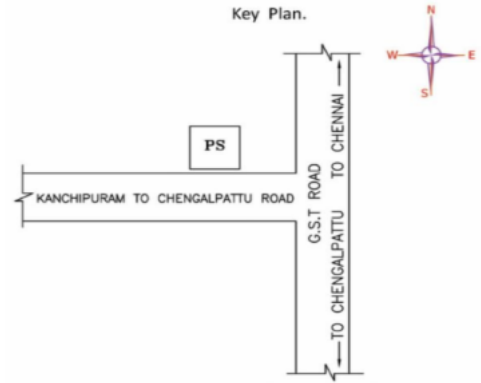 Key Plan.
N
W
E
S
PS
KANCHIPURAM TO CHENGALPATTU ROAD
G.S.T ROAD
TO CHENNAI
TO CHENGALPATTU